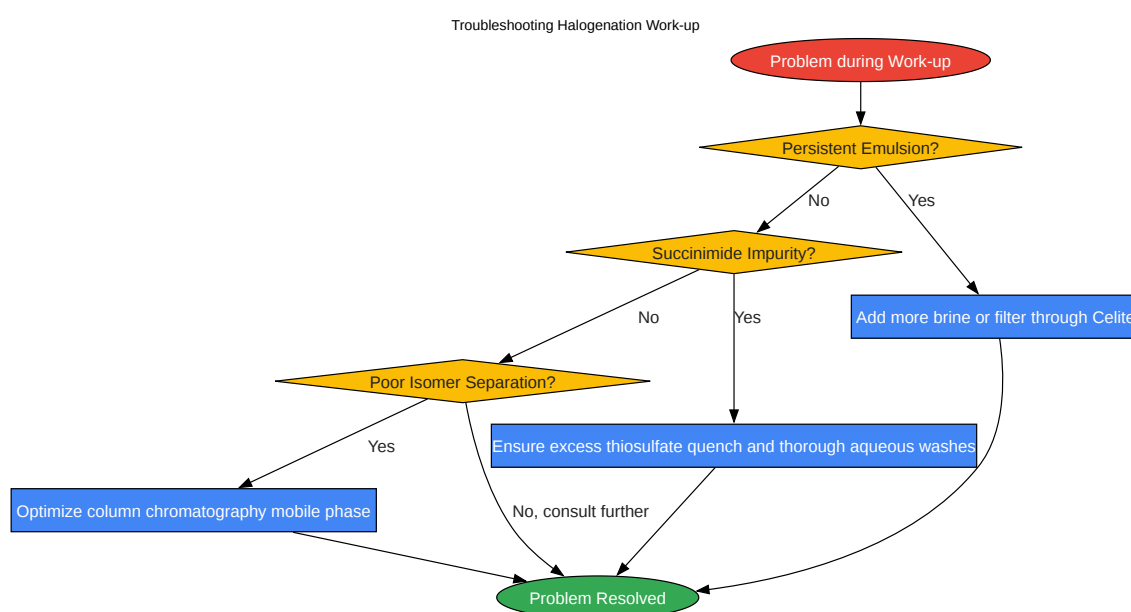 Troubleshooting Halogenation Work-up
Problem during Work-up
Persistent Emulsion?
No
Yes
Succinimide Impurity?
No
Yes
Add more brine or filter through Celite
Poor Isomer Separation?
Yes
Ensure excess thiosulfate quench and thorough aqueous washes
Optimize column chromatography mobile phase
No, consult further
Problem Resolved